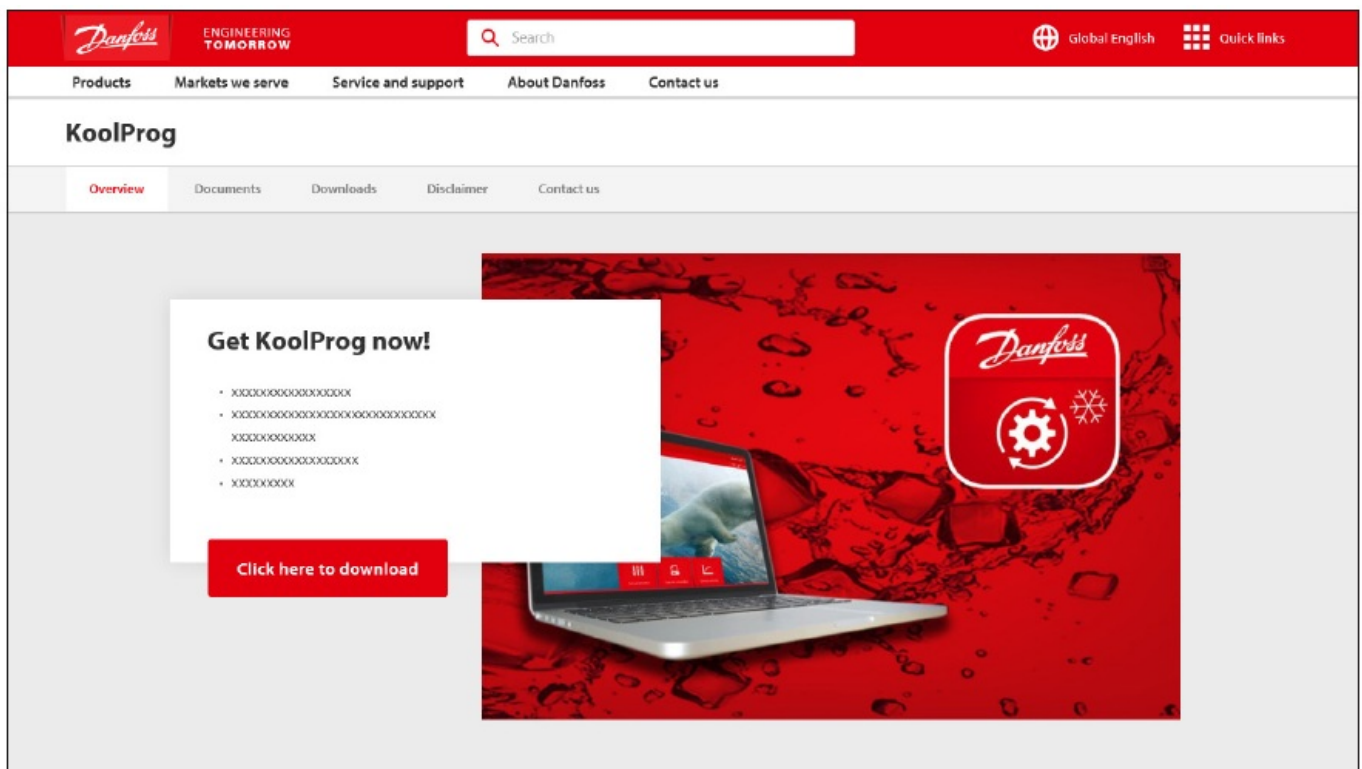 Danfoss
ENGINEERING
TOMORROW
Search
Global English
Quick links
Products Markets we serve Service and support About Danfoss Contact us
KoolProg
Overview Documents Downloads Disclaimer Contact us
Get KoolProg now!
• xxxxxxxxxxxxxxxxx
• xxxxxxxxxxxxxxxxxxxxxxxxxxxxx
xxxxxxxxxxxx
• xxxxxxxxxxxxxxxxxx
• xxxxxxxxx
Click here to download
Danfoss